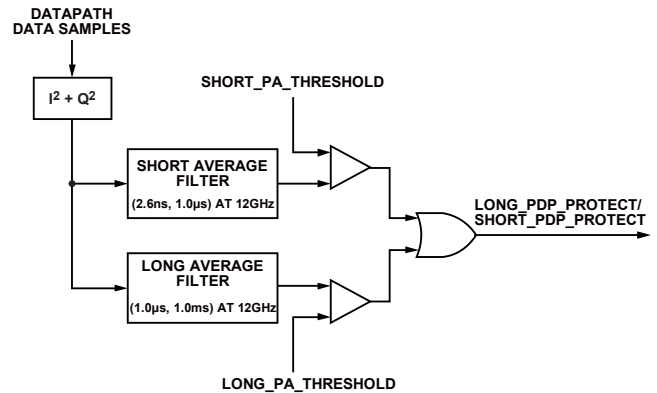 DATAPATH
DATA SAMPLES
I² + Q²
SHORT_PA_THRESHOLD
SHORT AVERAGE
FILTER
(2.6ns, 1.0µs) AT 12GHz
LONG_PDP_PROTECT/
SHORT_PDP_PROTECT
LONG AVERAGE
FILTER
(1.0µs, 1.0ms) AT 12GHz
LONG_PA_THRESHOLD